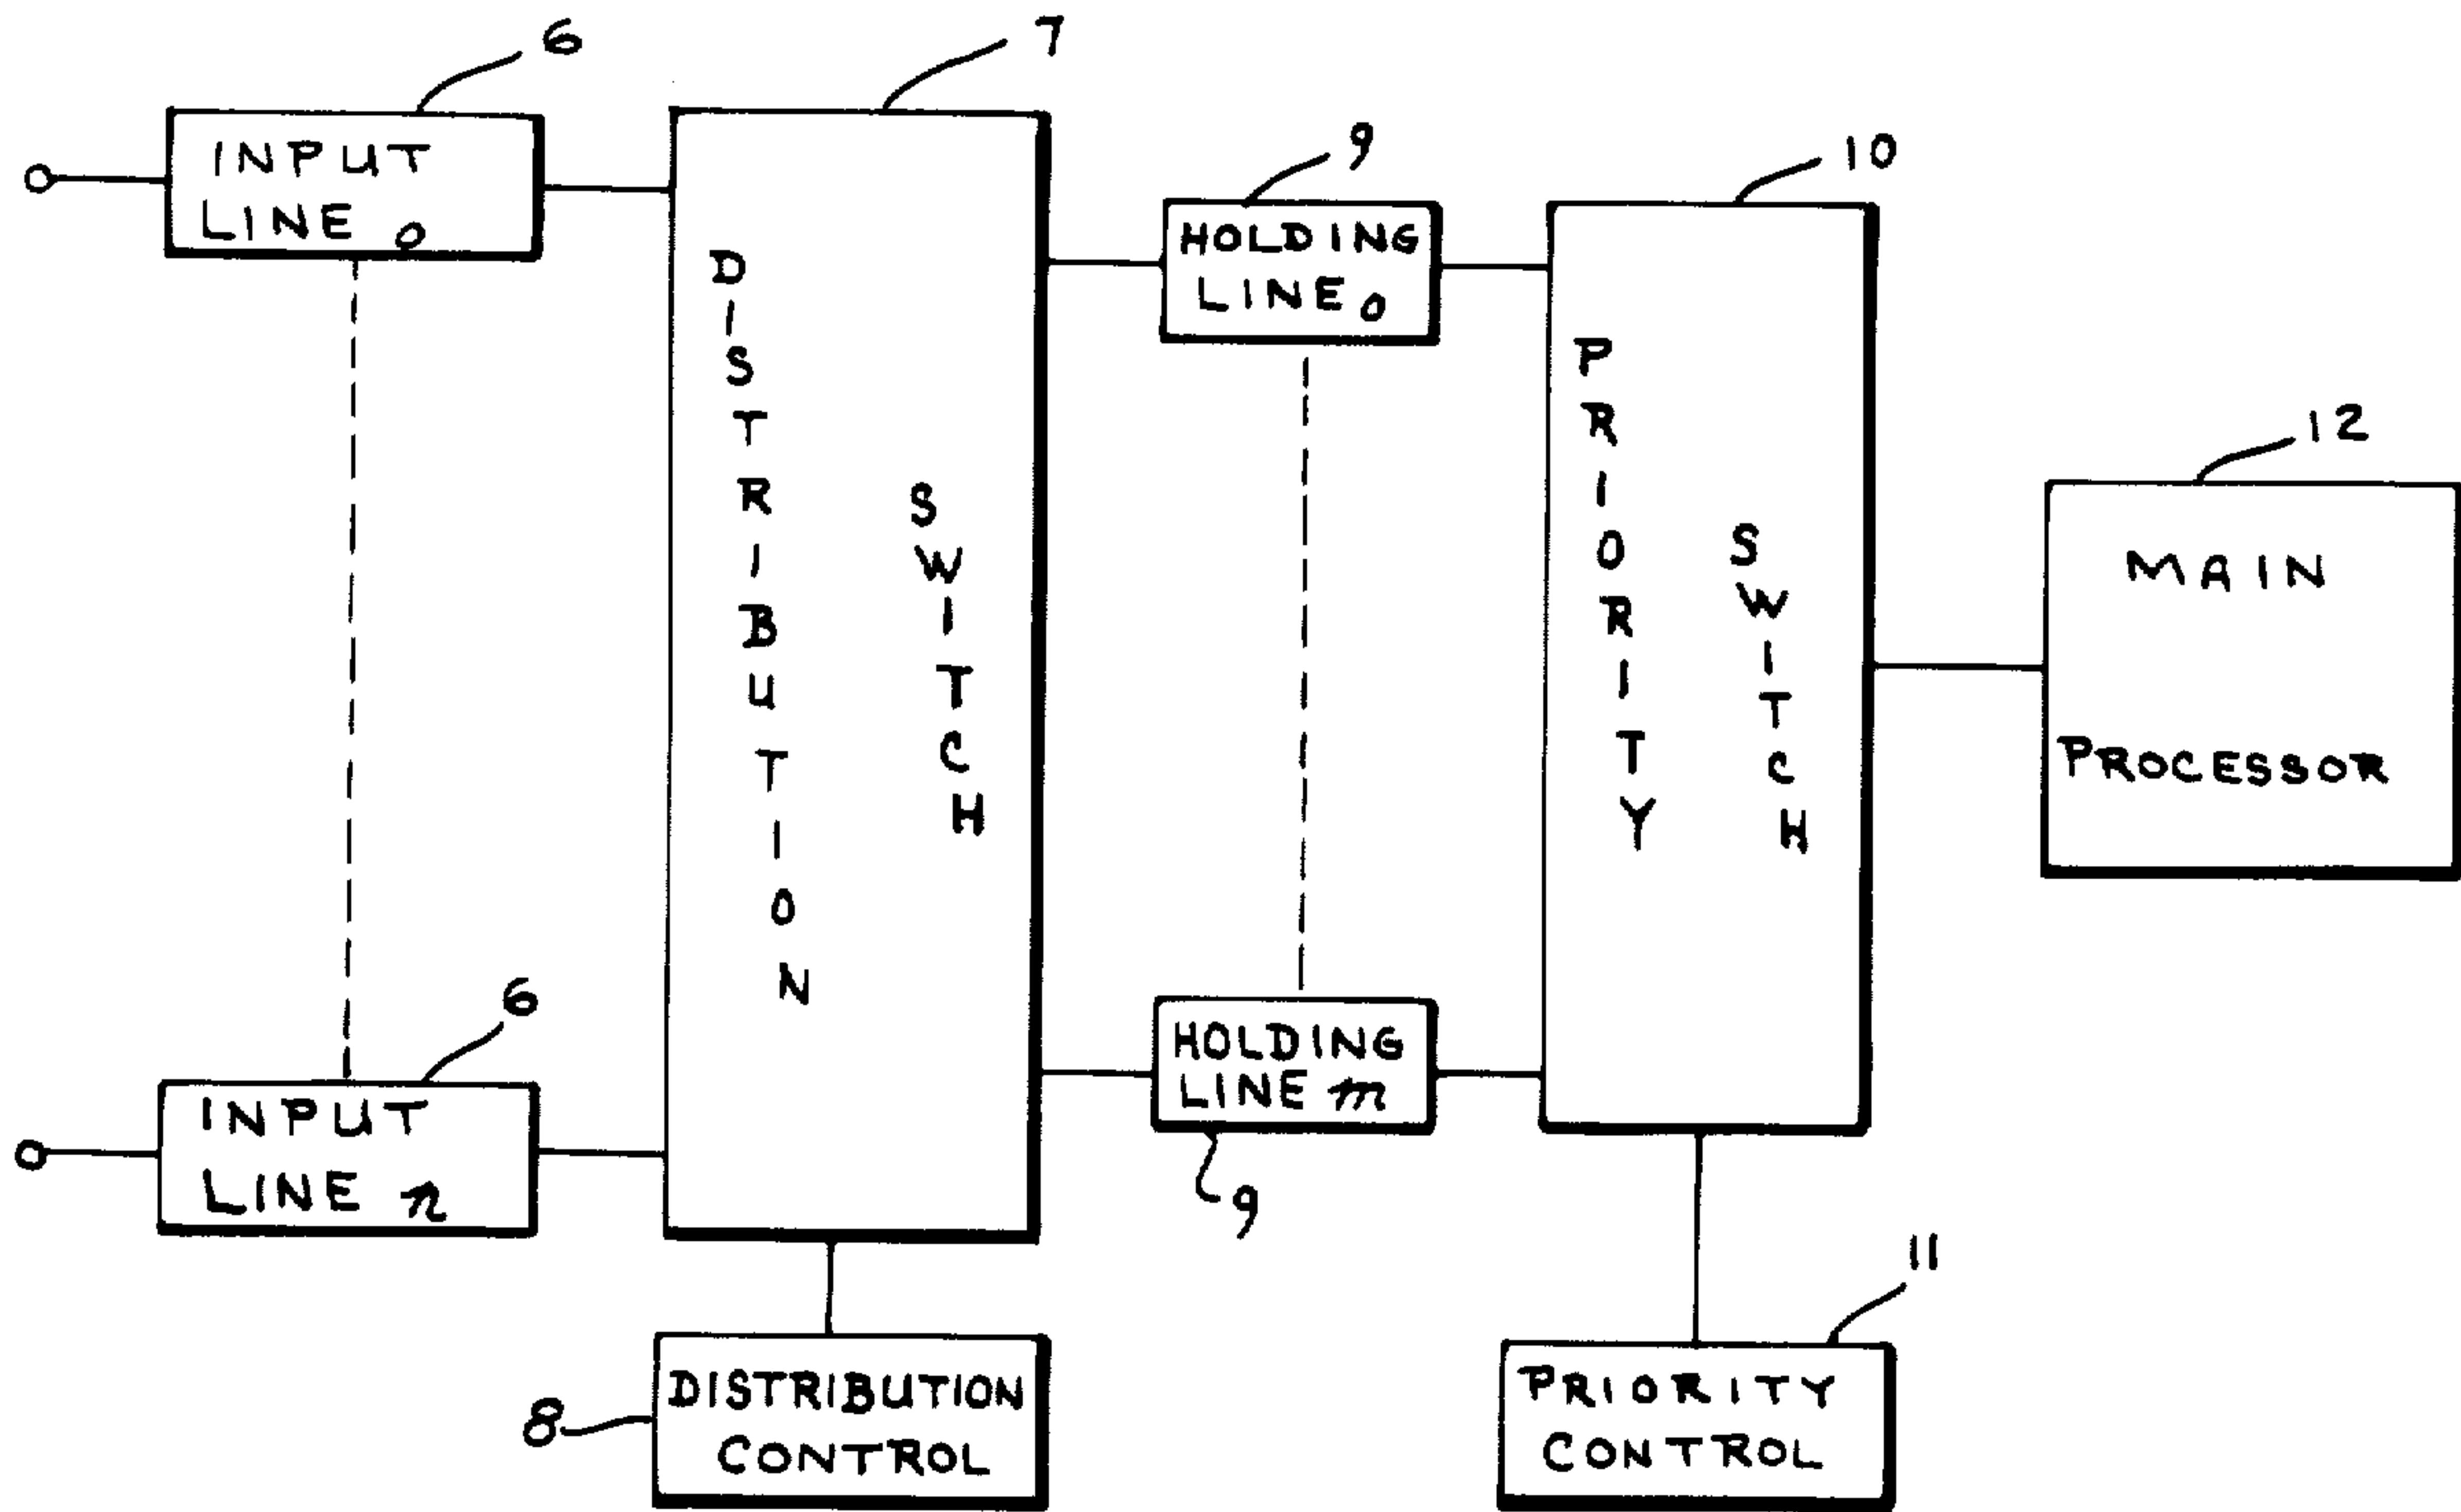 6
7
INPUT
LINE 0
DISTRIBUTION
SWITCH
9
HOLDING
LINE 0
10
PRIORITY
SWITCH
12
MAIN
PROCESSOR
6
INPUT
LINE n
HOLDING
LINE m
9
8
DISTRIBUTION
CONTROL
11
PRIORITY
CONTROL